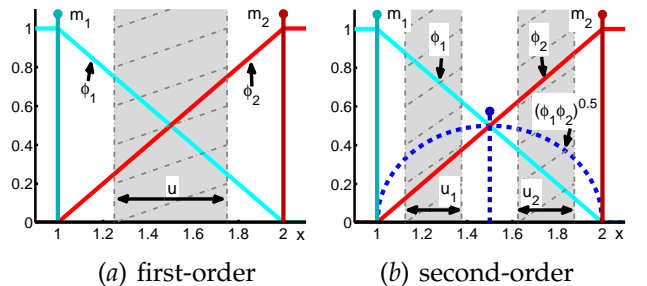 m₁ m₂
1
0.8
0.6
0.4
0.2
0
ϕ₁
ϕ₂
u
1 1.2 1.4 1.6 1.8 2 x
(a) first-order
m₁ m₂
1
0.8
0.6
0.4
0.2
0
ϕ₁ ϕ₂
(ϕ₁ϕ₂)^0.5
u₁ u₂
1 1.2 1.4 1.6 1.8 2 x
(b) second-order